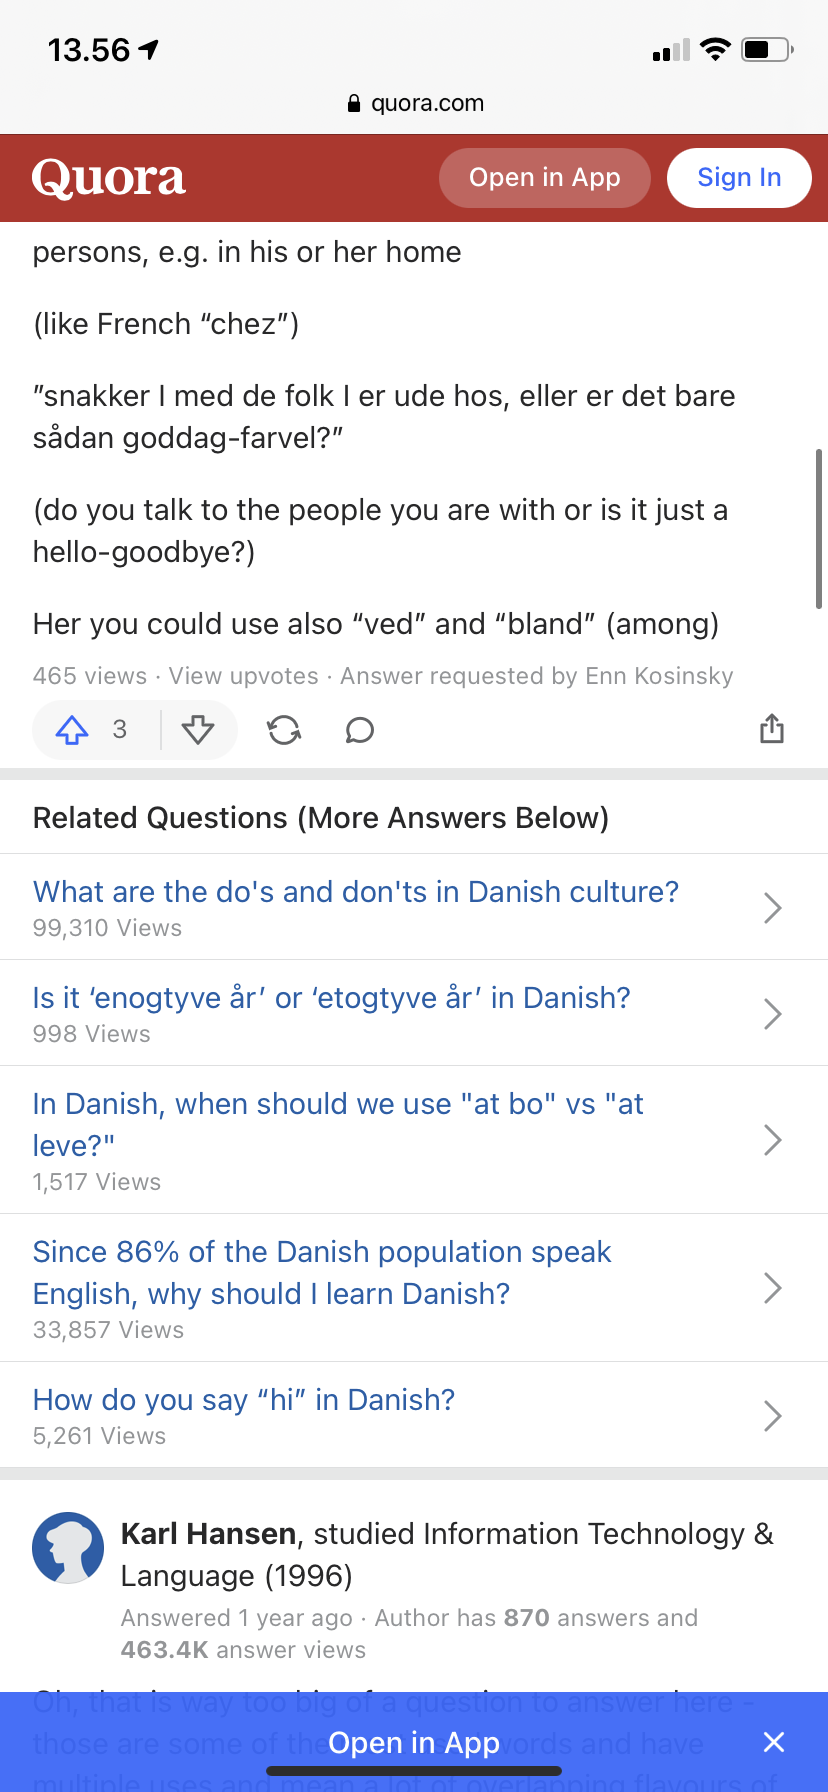 13.56
quora.com
Quora
Open in App
Sign In
persons, e.g. in his or her home
(like French “chez”)
”snakker I med de folk I er ude hos, eller er det bare
sådan goddag-farvel?”
(do you talk to the people you are with or is it just a
hello-goodbye?)
Her you could use also “ved” and “bland” (among)
465 views · View upvotes · Answer requested by Enn Kosinsky
3
Related Questions (More Answers Below)
What are the do's and don'ts in Danish culture?
99,310 Views
Is it ‘enogtyve år’ or ‘etogtyve år’ in Danish?
998 Views
In Danish, when should we use "at bo" vs "at
leve?"
1,517 Views
Since 86% of the Danish population speak
English, why should I learn Danish?
33,857 Views
How do you say “hi” in Danish?
5,261 Views
Karl Hansen, studied Information Technology &
Language (1996)
Answered 1 year ago · Author has 870 answers and
463.4K answer views
Oh, that is way too big of a question to answer here -
those are some of the words and have
Open in App
multiple uses and mean a lot of overlapping flavours of